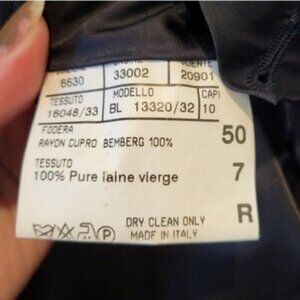 6630 33002 20901
TESSUTO MODELLO CAPI
16048/33 BL 13320/32 10
FODERA
RAYON CUPRO BEMBERG 100% 50
TESSUTO
100% Pure laine vierge 7
R
DRY CLEAN ONLY
MADE IN ITALY